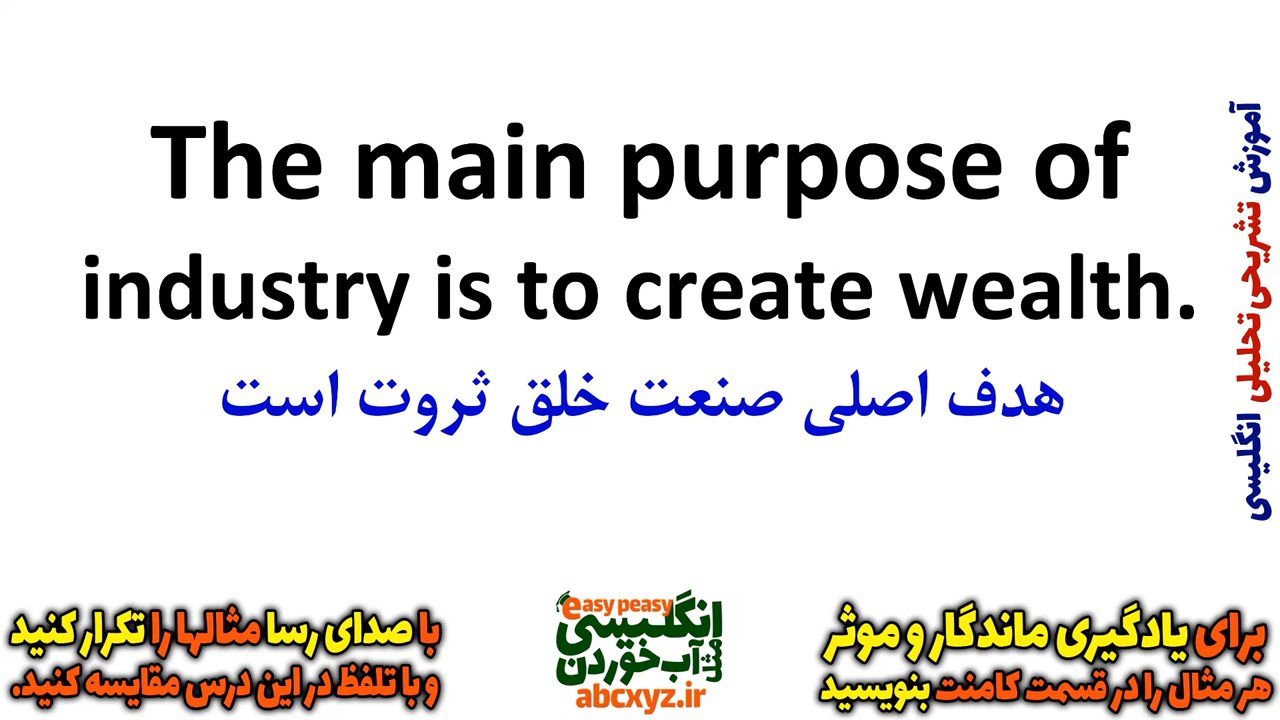 The main purpose of
industry is to create wealth.
هدف اصلی صنعت خلق ثروت است
آموزش تشریحی تحلیلی انگلیسی
برای یادگیری ماندگار و موثر
هر مثال را در قسمت کامنت بنویسید
easy peasy
انگلیسی
مثل
آب خوردن
abcxyz.ir
با صدای رسا مثالها را تکرار کنید
و با تلفظ در این درس مقایسه کنید.